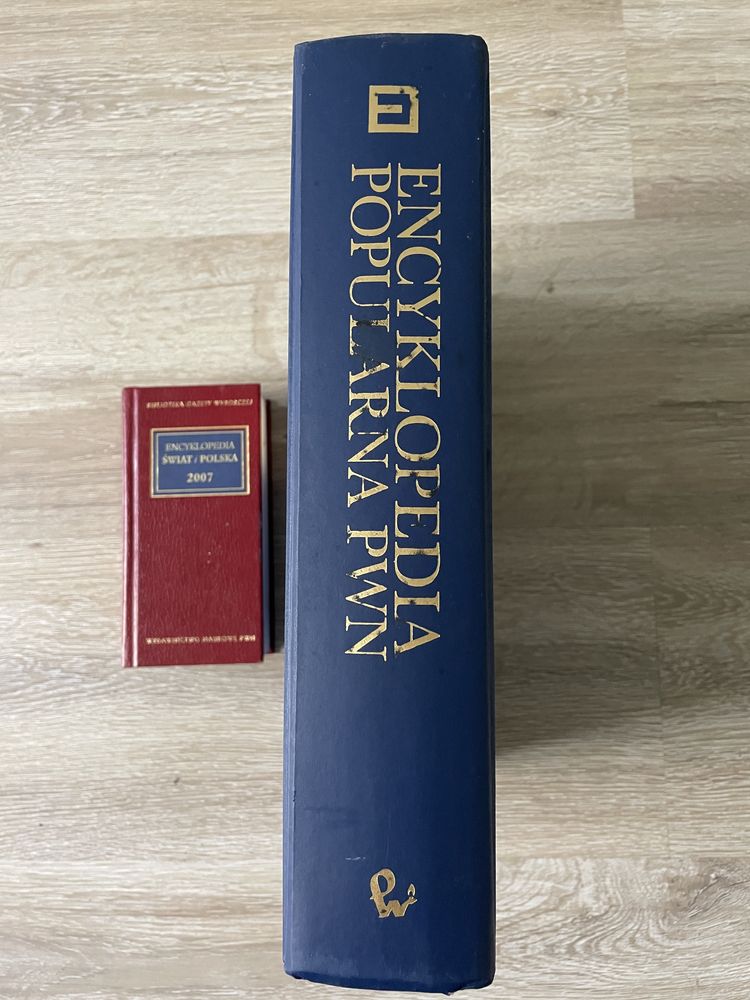 BIBLIOTEKA GAZETY WYBORCZEJ
ENCYKLOPEDIA
ŚWIAT / POLSKA
2007
WYDAWNICTWO NAUKOWE PWN
E
ENCYKLOPEDIA
POPULARNA PWN